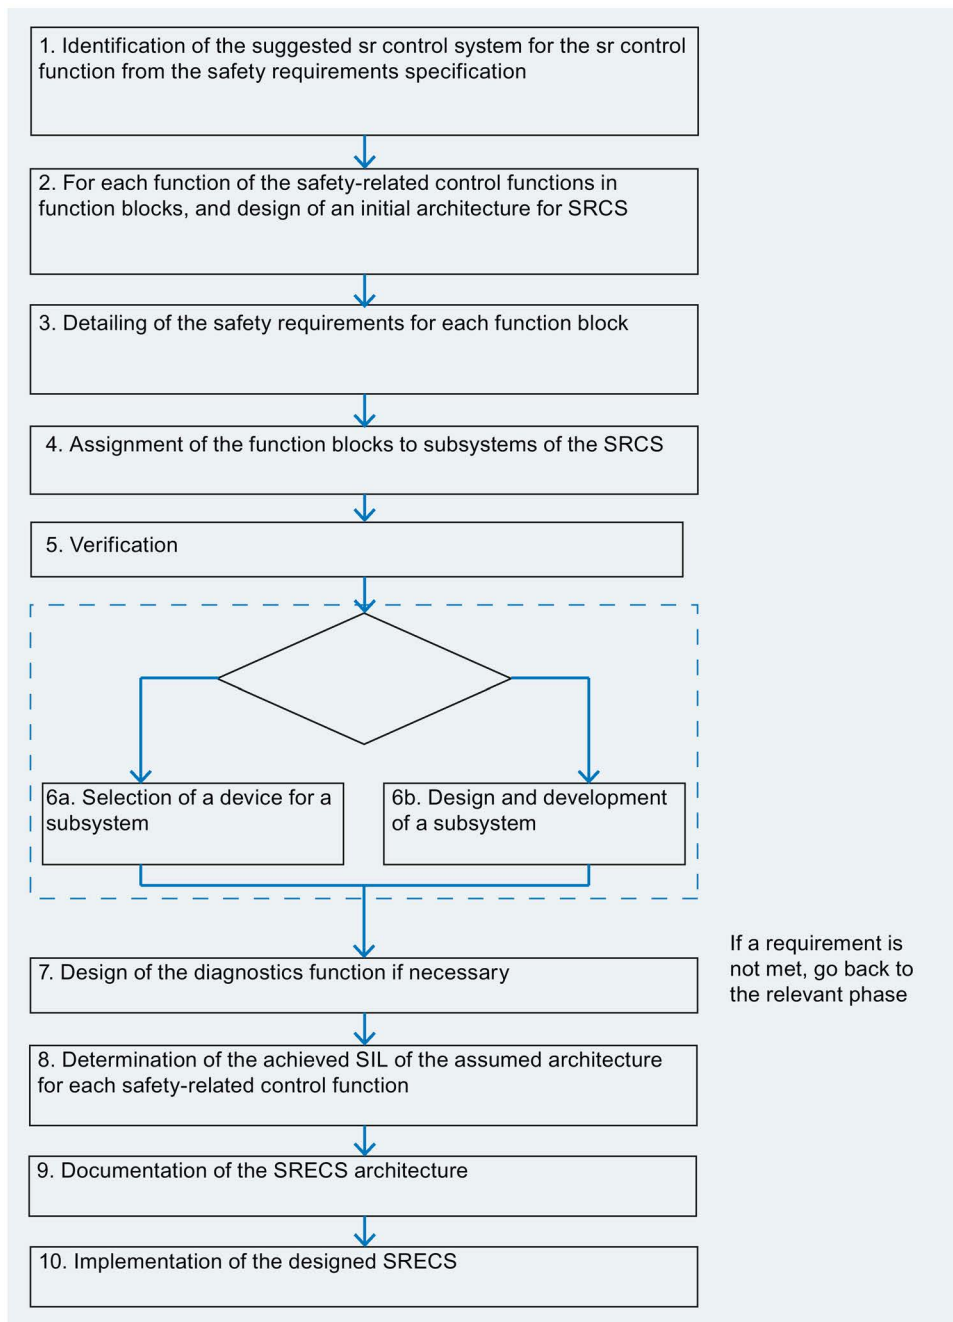 1. Identification of the suggested sr control system for the sr control
function from the safety requirements specification
2. For each function of the safety-related control functions in
function blocks, and design of an initial architecture for SRCS
3. Detailing of the safety requirements for each function block
4. Assignment of the function blocks to subsystems of the SRCS
5. Verification
6a. Selection of a device for a
subsystem
6b. Design and development
of a subsystem
If a requirement is
not met, go back to
the relevant phase
7. Design of the diagnostics function if necessary
8. Determination of the achieved SIL of the assumed architecture
for each safety-related control function
9. Documentation of the SRECS architecture
10. Implementation of the designed SRECS